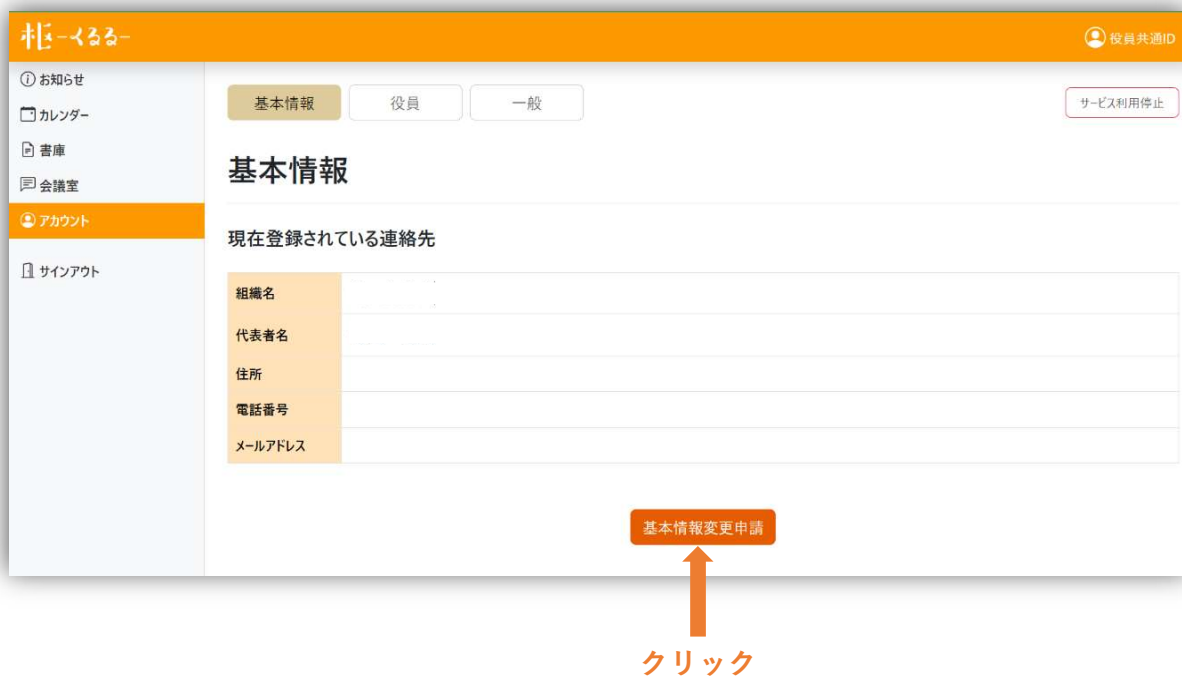 枢-くるる-
役員共通ID
お知らせ
カレンダー
書庫
会議室
アカウント
サインアウト
基本情報 役員 一般
サービス利用停止
基本情報
現在登録されている連絡先
組織名
代表者名
住所
電話番号
メールアドレス
基本情報変更申請
クリック